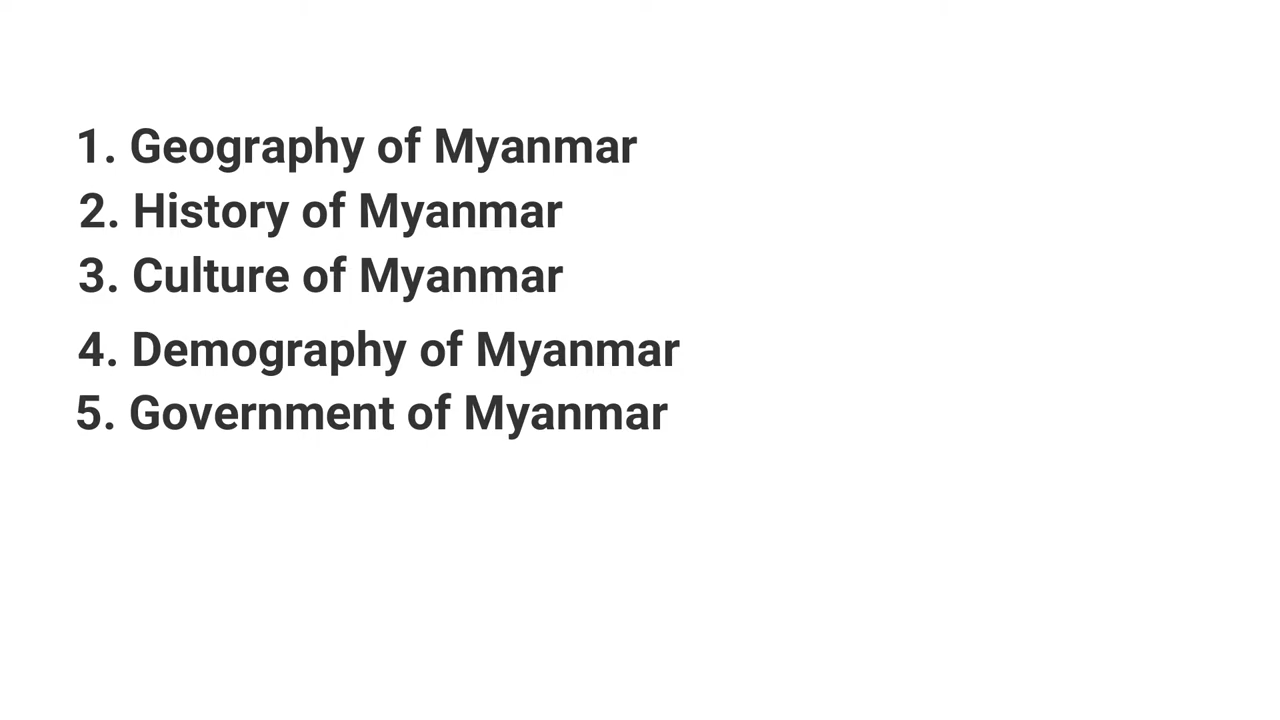 1. Geography of Myanmar
2. History of Myanmar
3. Culture of Myanmar
4. Demography of Myanmar
5. Government of Myanmar